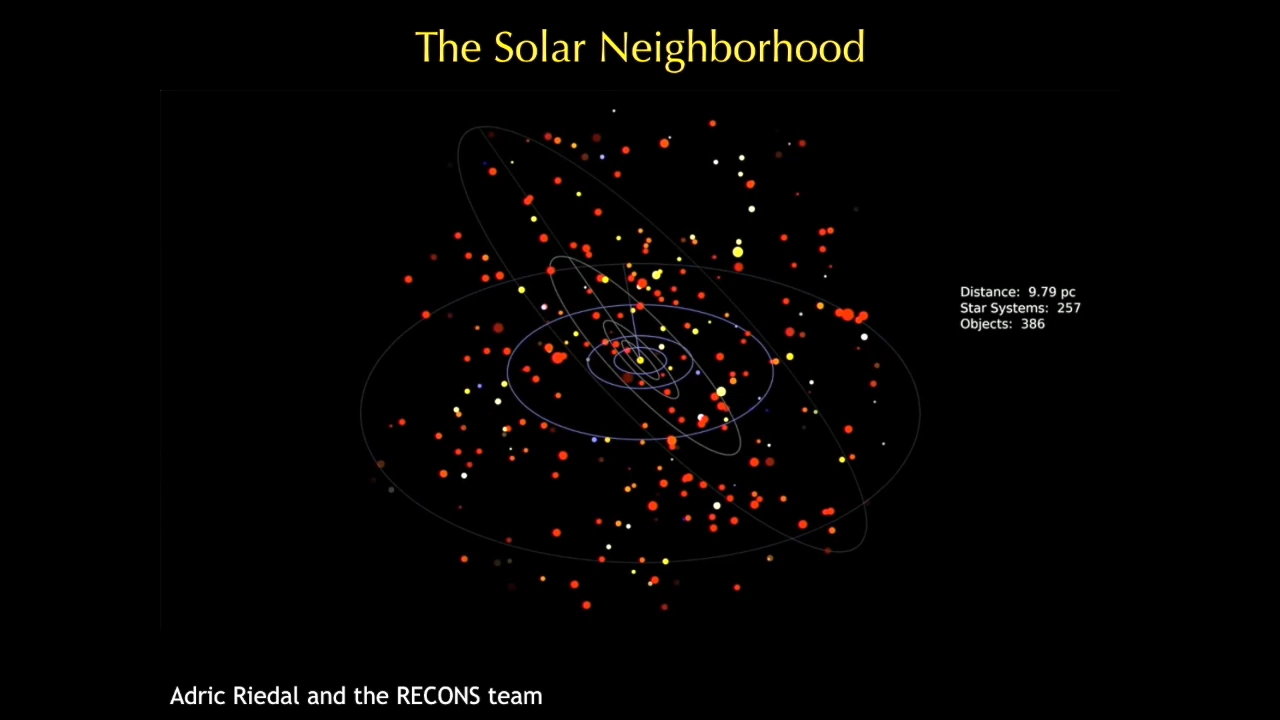 The Solar Neighborhood
Distance: 9.79 pc
Star Systems: 257
Objects: 386
Adric Riedal and the RECONS team